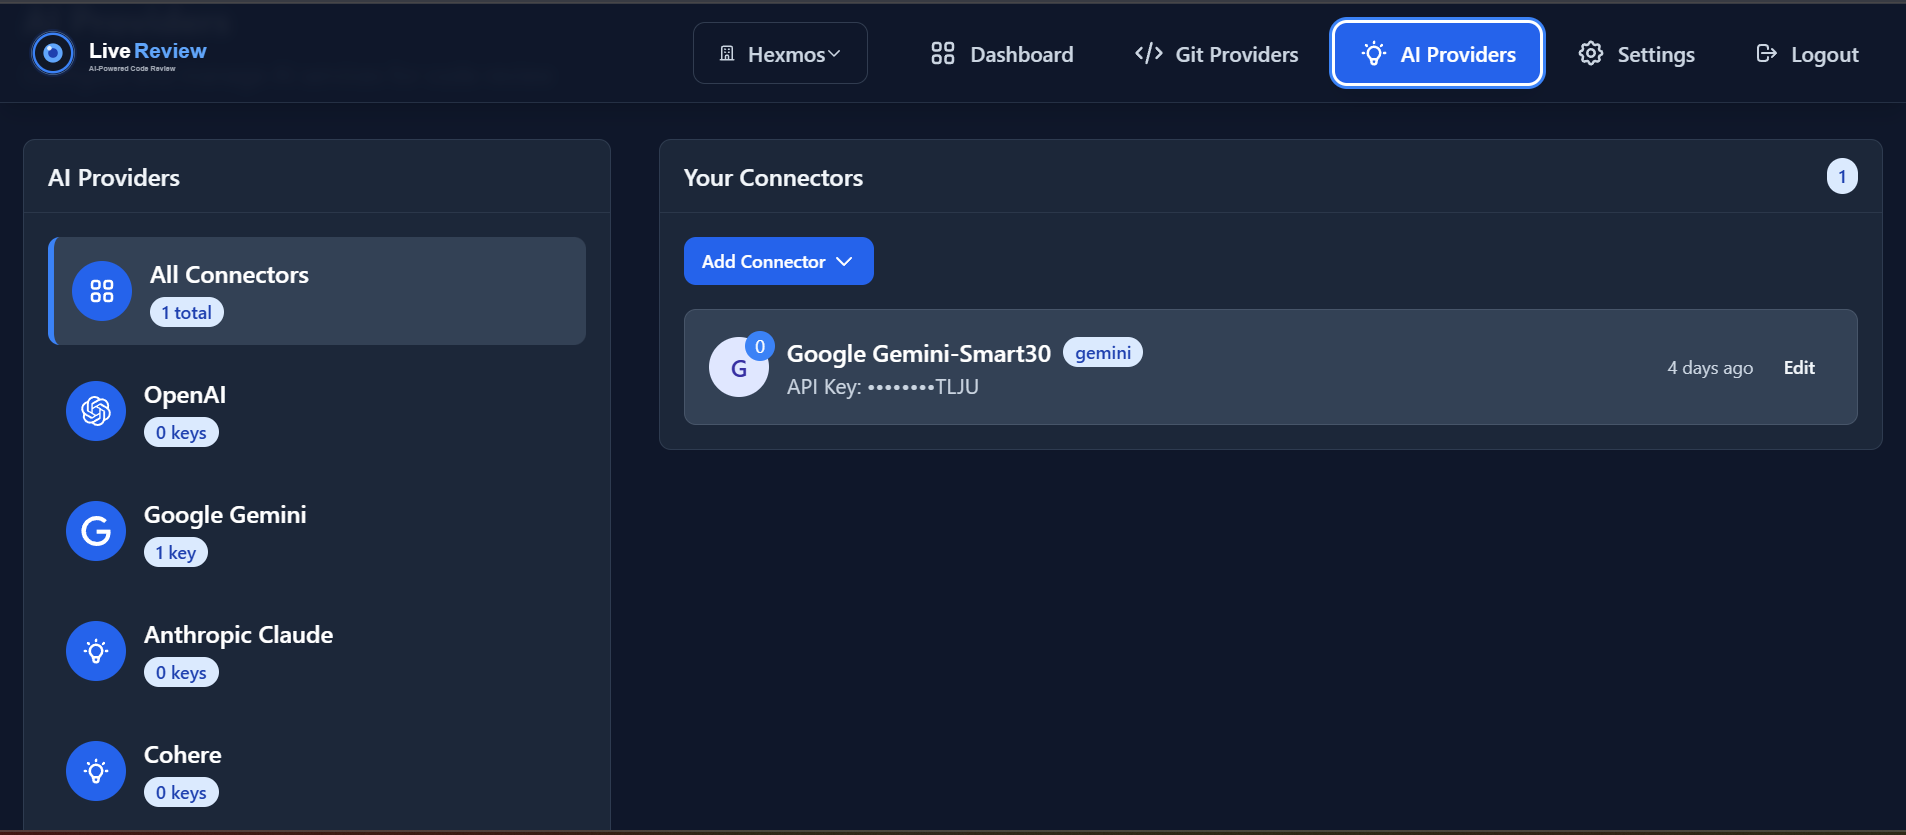 LiveReview
AI-Powered Code Review
Hexmos
Dashboard
Git Providers
AI Providers
Settings
Logout
AI Providers
All Connectors
1 total
OpenAI
0 keys
Google Gemini
1 key
Anthropic Claude
0 keys
Cohere
0 keys
Your Connectors
1
Add Connector
G
0
Google Gemini-Smart30
gemini
API Key: ••••••••TLJU
4 days ago
Edit